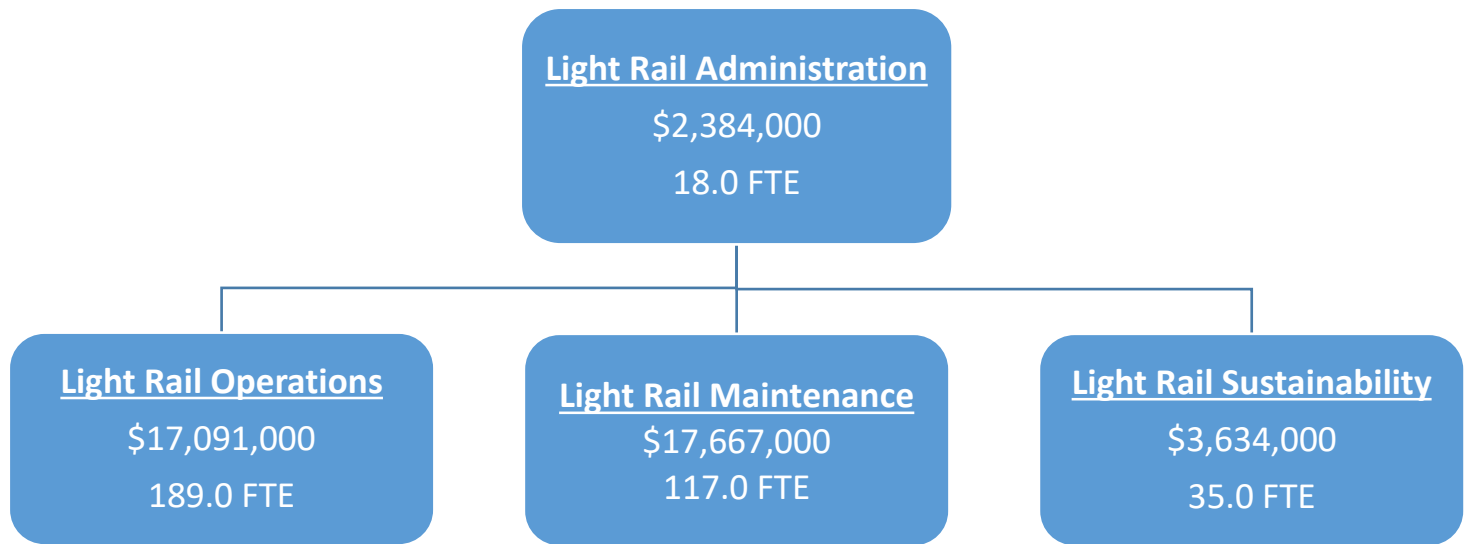 Light Rail Administration
$2,384,000
18.0 FTE
Light Rail Operations
$17,091,000
189.0 FTE
Light Rail Maintenance
$17,667,000
117.0 FTE
Light Rail Sustainability
$3,634,000
35.0 FTE